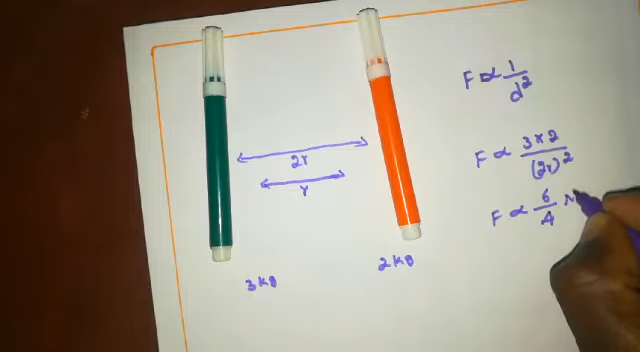 2r
r
3KG
2KG
F ∝ 1/d²
F ∝ 3×2/(2r)²
F ∝ 6/4